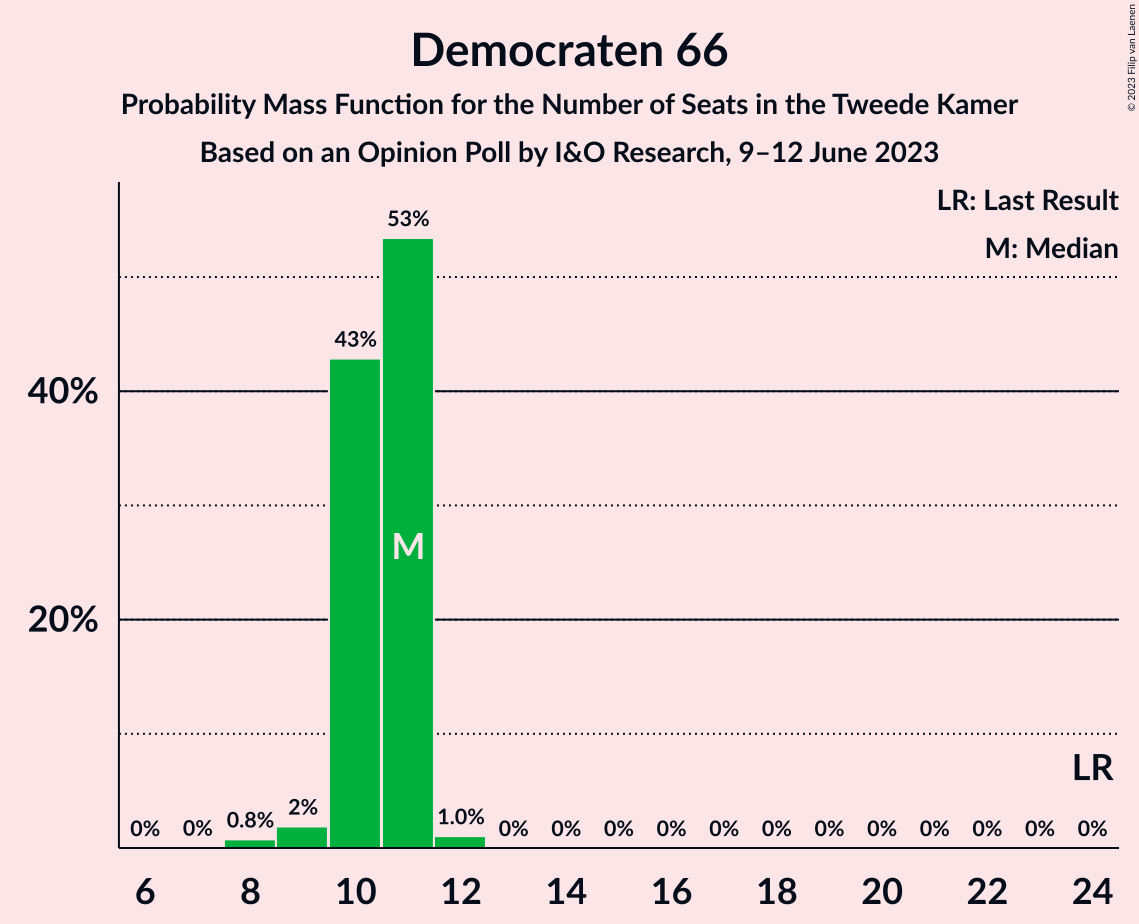 Democraten 66
Probability Mass Function for the Number of Seats in the Tweede Kamer
Based on an Opinion Poll by I&O Research, 9–12 June 2023
© 2023 Filip van Laenen
LR: Last Result
M: Median
53%
43%
40%
M
20%
LR
0% 0% 0.8% 2% 1.0% 0% 0% 0% 0% 0% 0% 0% 0% 0% 0% 0% 0%
6 8 10 12 14 16 18 20 22 24